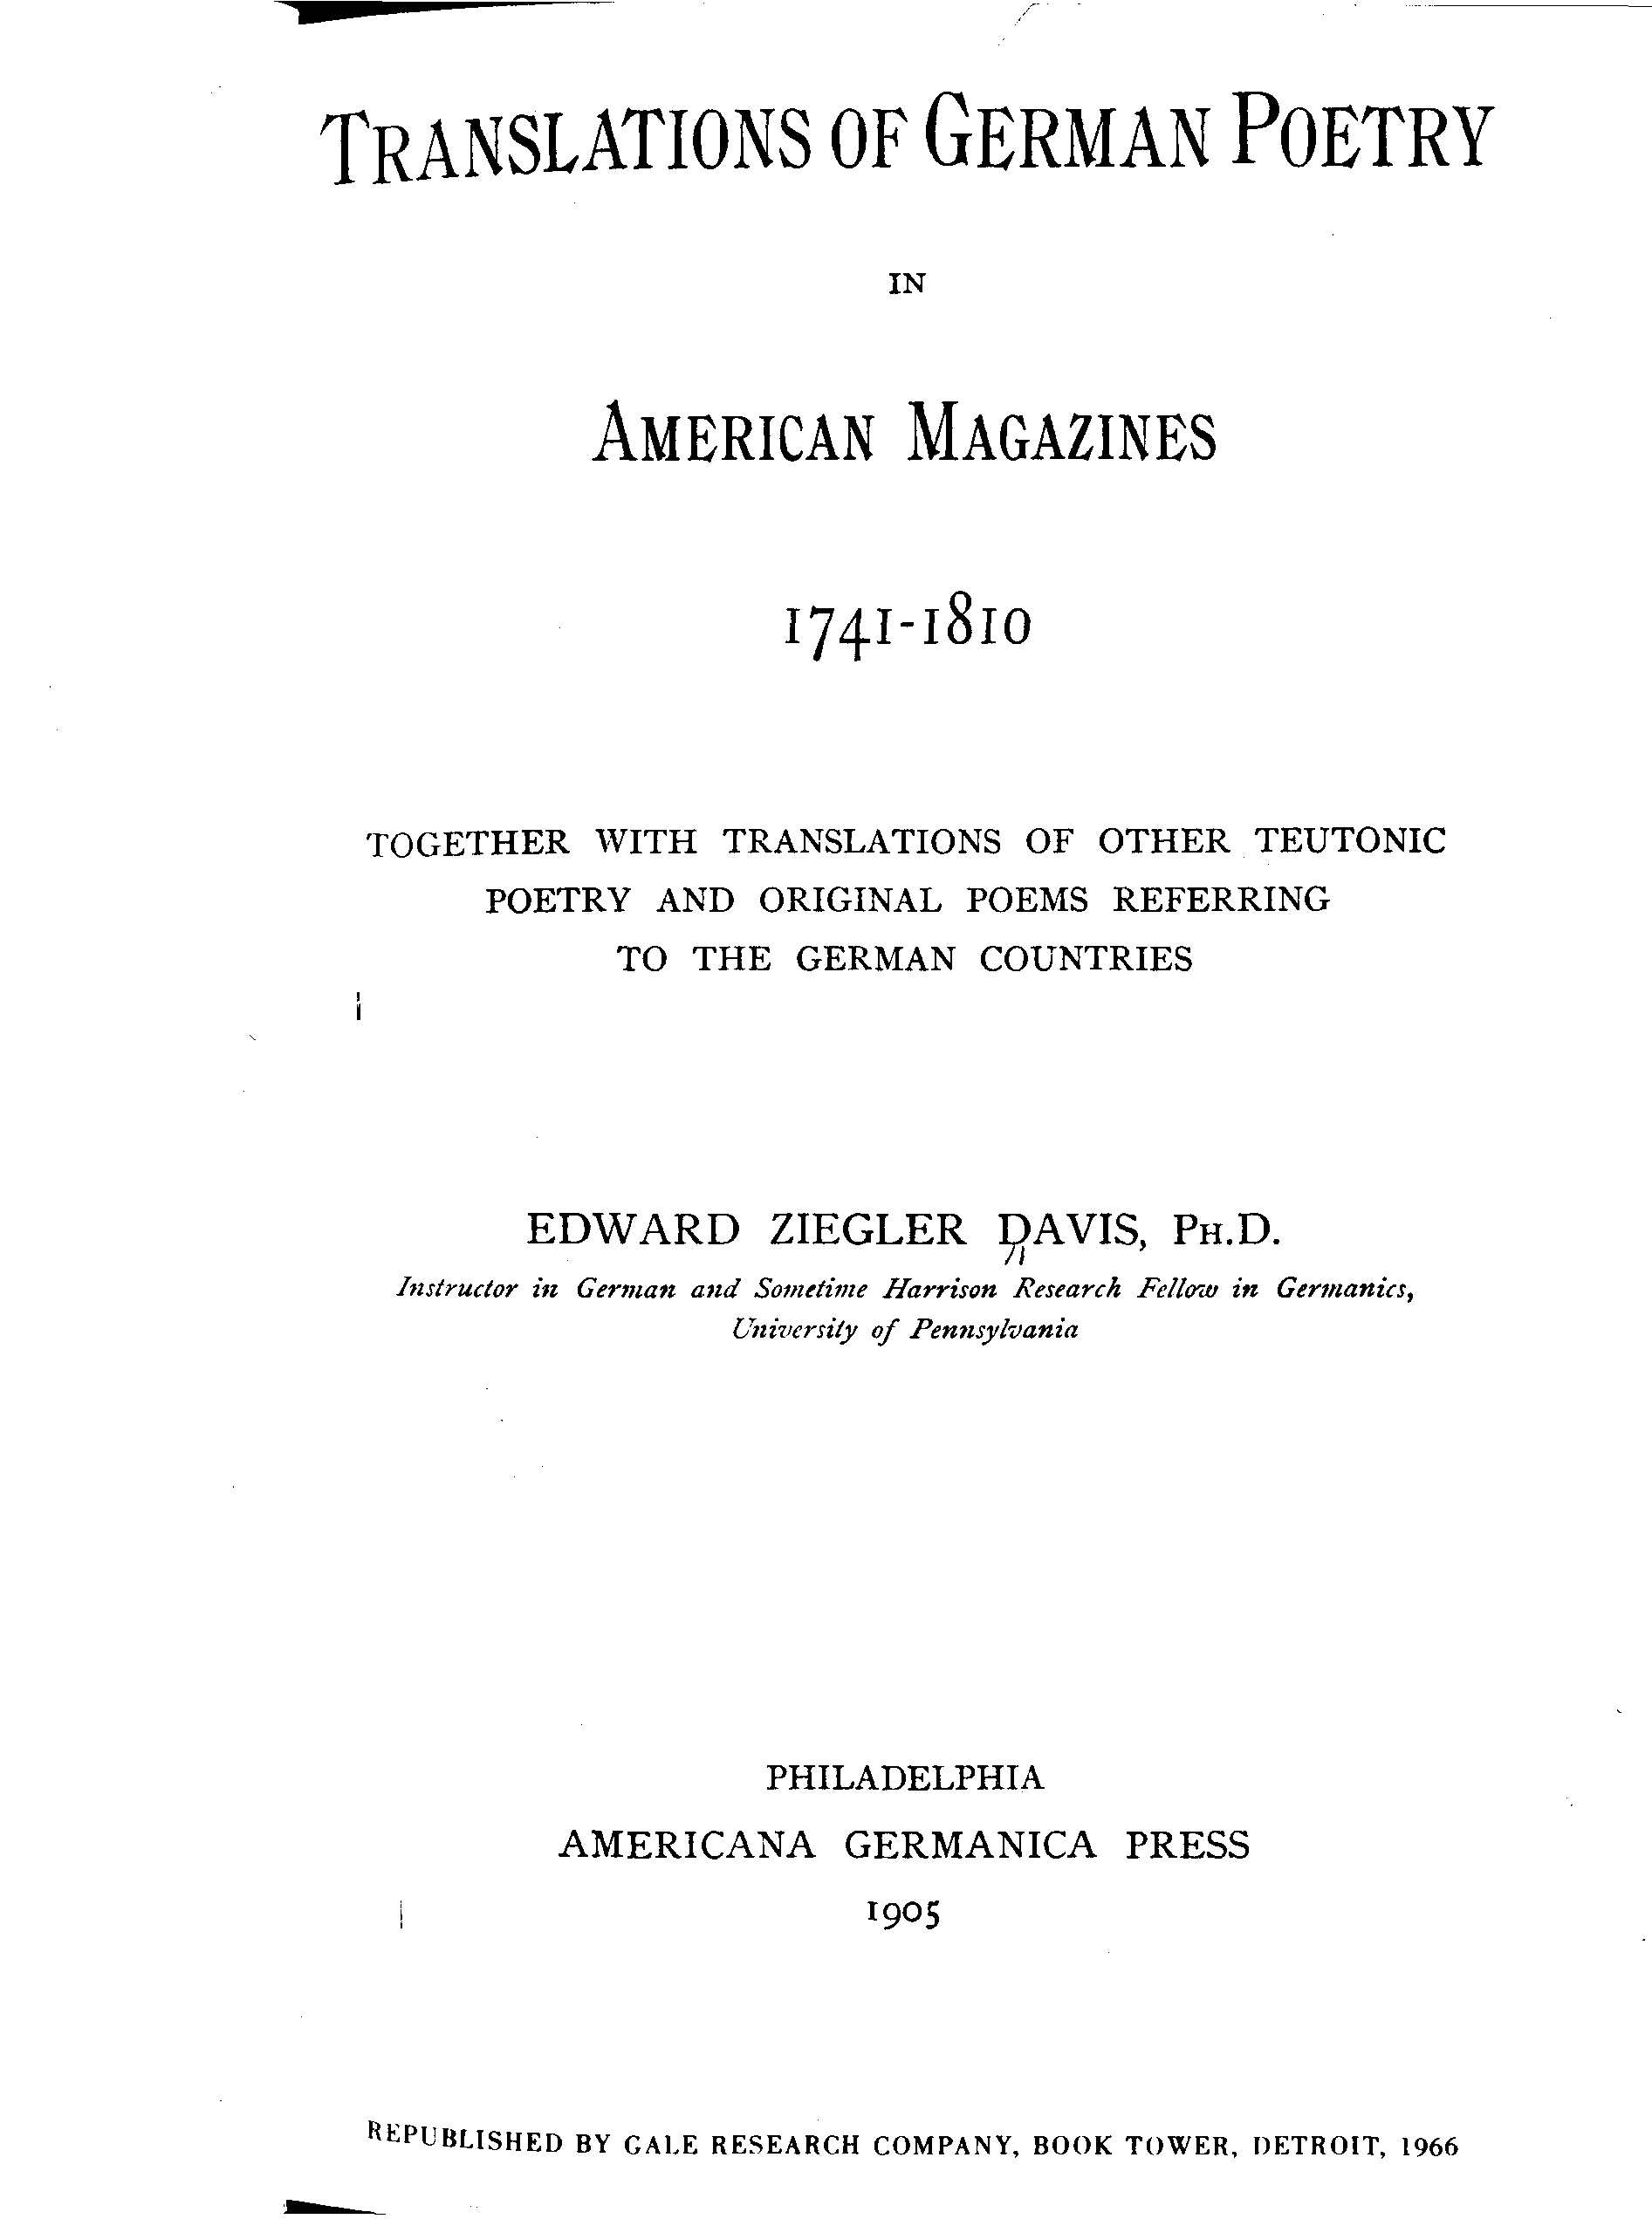 TRANSLATIONS OF GERMAN POETRY
IN
AMERICAN MAGAZINES
1741-1810
TOGETHER WITH TRANSLATIONS OF OTHER TEUTONIC
POETRY AND ORIGINAL POEMS REFERRING
TO THE GERMAN COUNTRIES
EDWARD ZIEGLER DAVIS, PH.D.
Instructor in German and Sometime Harrison Research Fellow in Germanics,
University of Pennsylvania
PHILADELPHIA
AMERICANA GERMANICA PRESS
1905
REPUBLISHED BY GALE RESEARCH COMPANY, BOOK TOWER, DETROIT, 1966